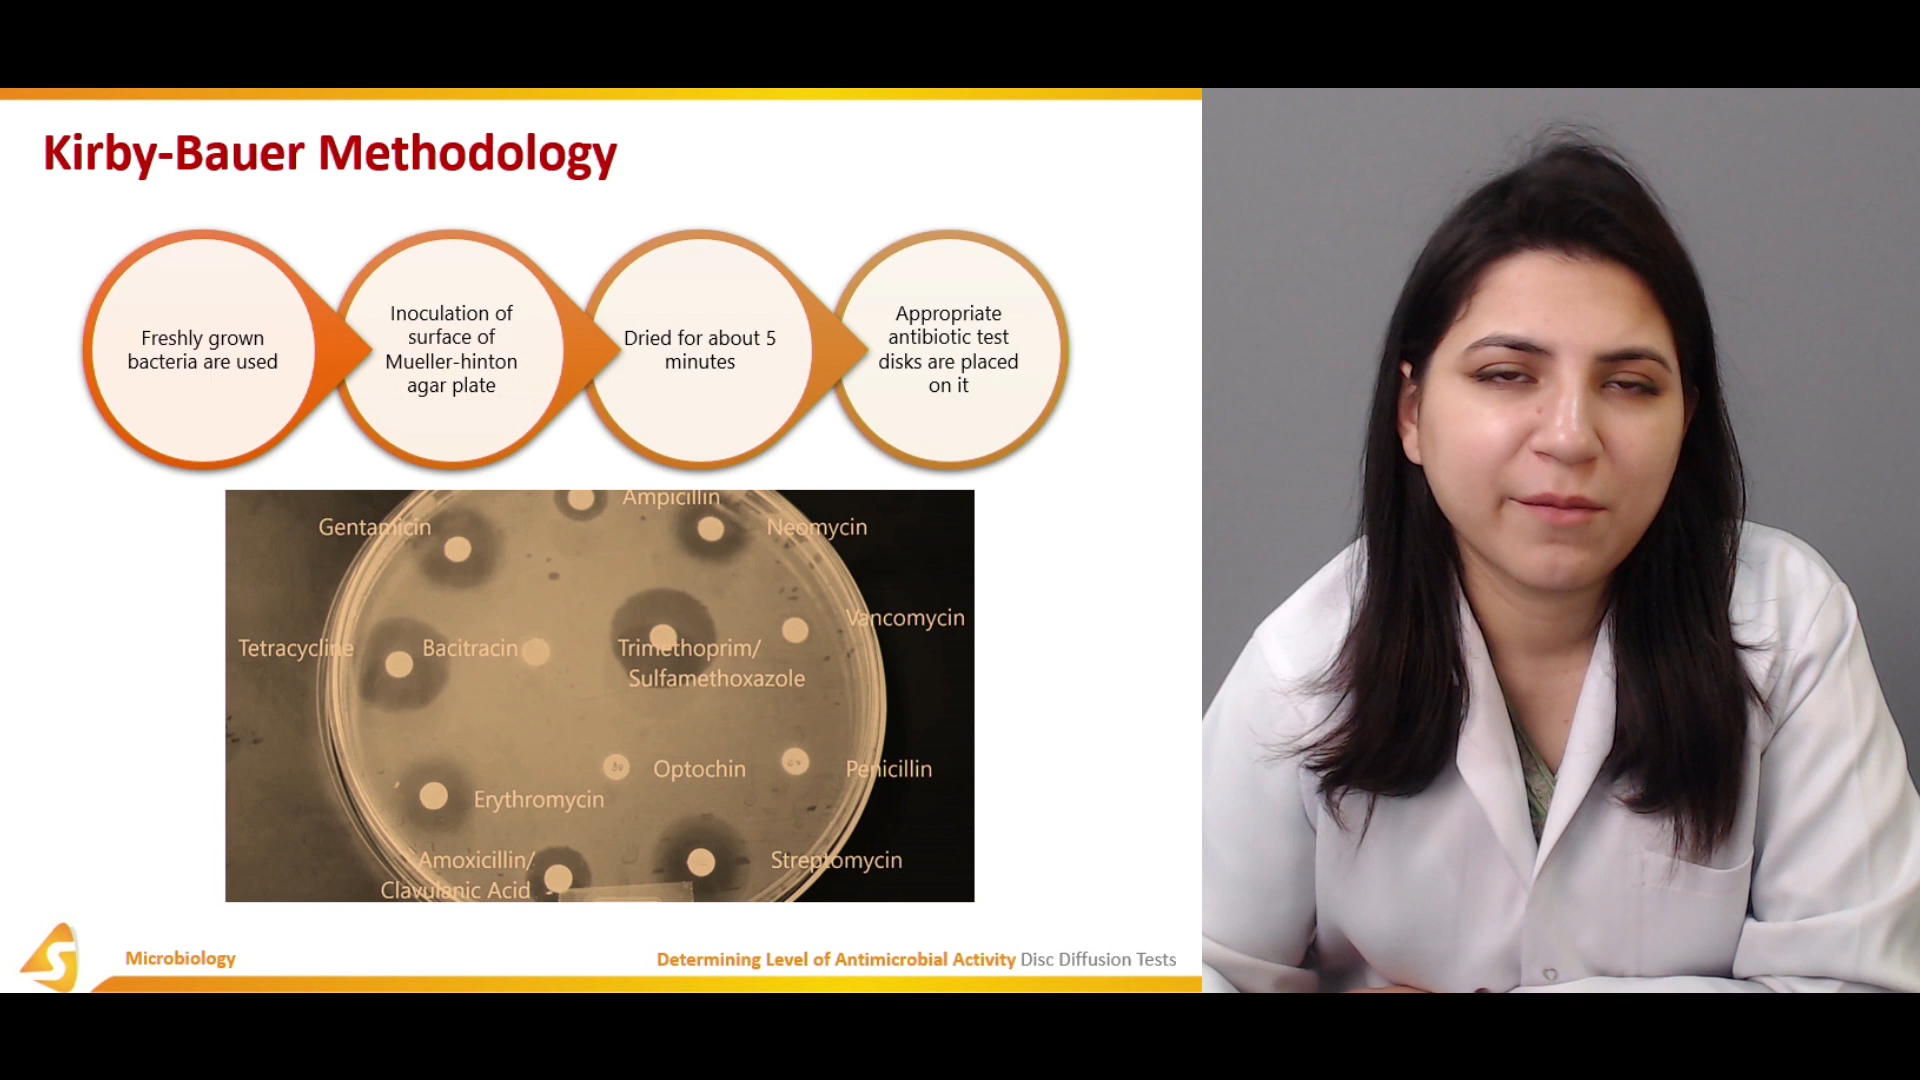 Kirby-Bauer Methodology
Freshly grown
bacteria are used
Inoculation of
surface of
Mueller-hinton
agar plate
Dried for about 5
minutes
Appropriate
antibiotic test
disks are placed
on it
Ampicillin
Gentamicin
Neomycin
Vancomycin
Tetracycline
Bacitracin
Trimethoprim/
Sulfamethoxazole
Optochin
Penicillin
Erythromycin
Amoxicillin/
Clavulanic Acid
Streptomycin
Microbiology
Determining Level of Antimicrobial Activity Disc Diffusion Tests